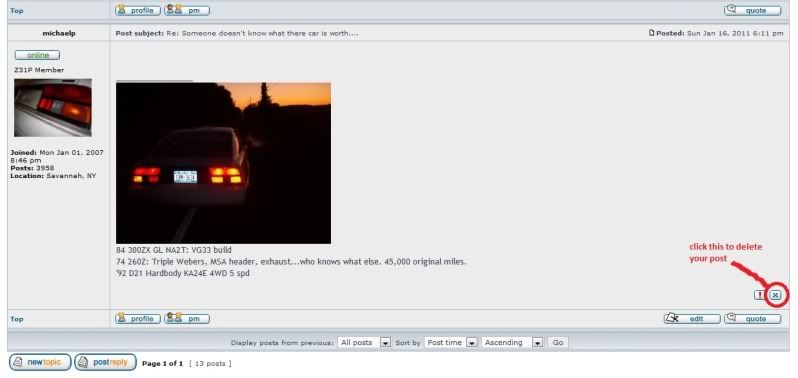 Top
profile
pm
quote
michaelp
Post subject: Re: Someone doesn't know what there car is worth....
Posted: Sun Jan 16, 2011 6:11 pm
online
Z31P Member
Joined: Mon Jan 01, 2007
8:46 pm
Posts: 3958
Location: Savannah, NY
84 300ZX GL NA2T: VG33 build
74 260Z: Triple Webers, MSA header, exhaust...who knows what else. 45,000 original miles.
'92 D21 Hardbody KA24E 4WD 5 spd
click this to delete
your post
Top
profile
pm
edit
quote
Display posts from previous: All posts Sort by Post time Ascending Go
newtopic
postreply
Page 1 of 1 [ 13 posts ]